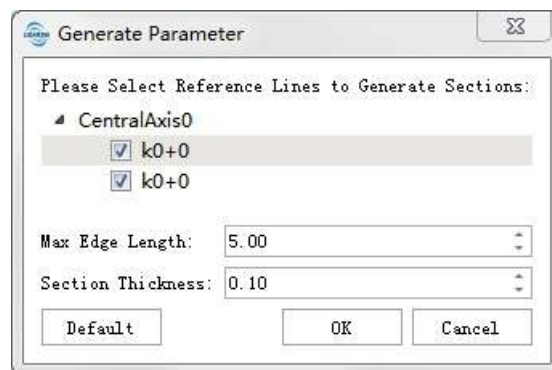 Generate Parameter
Please Select Reference Lines to Generate Sections:
CentralAxis0
k0+0
k0+0
Max Edge Length: 5.00
Section Thickness: 0.10
Default OK Cancel